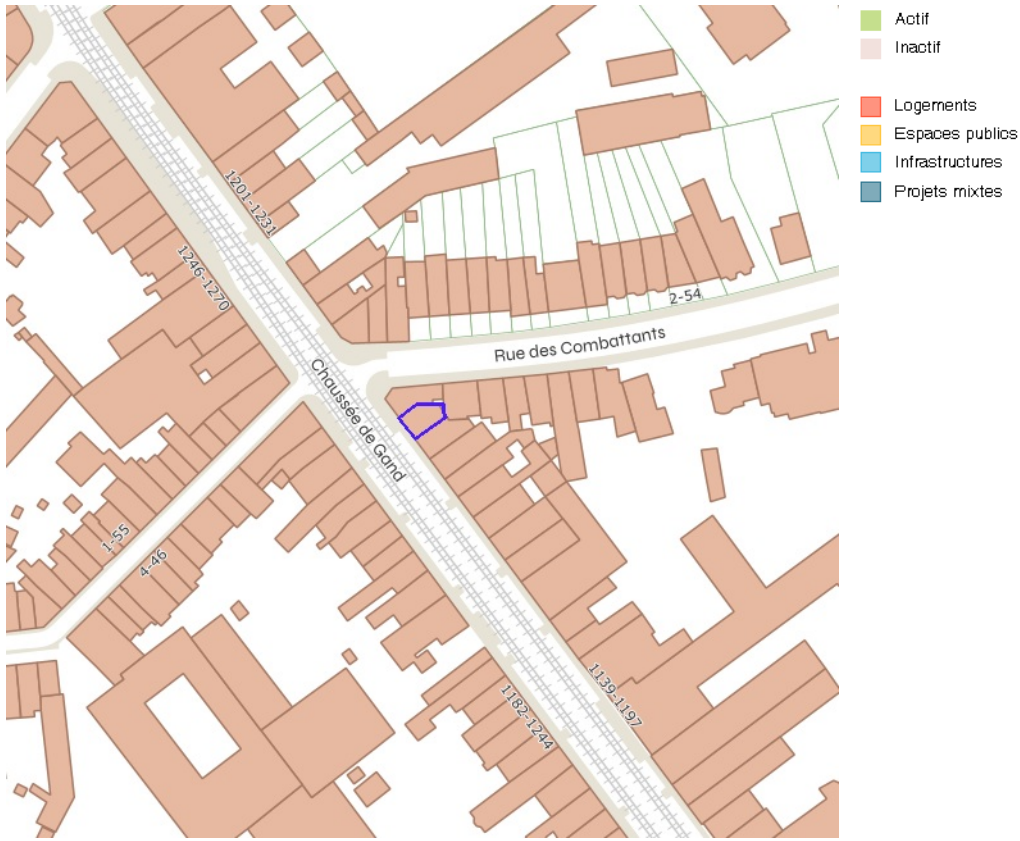 Actif
Inactif
Logements
Espaces publics
Infrastructures
Projets mixtes
1201-1231
1246-1270
2-54
Rue des Combattants
Chaussée de Gand
1-55
4-46
1139-1197
1182-1244